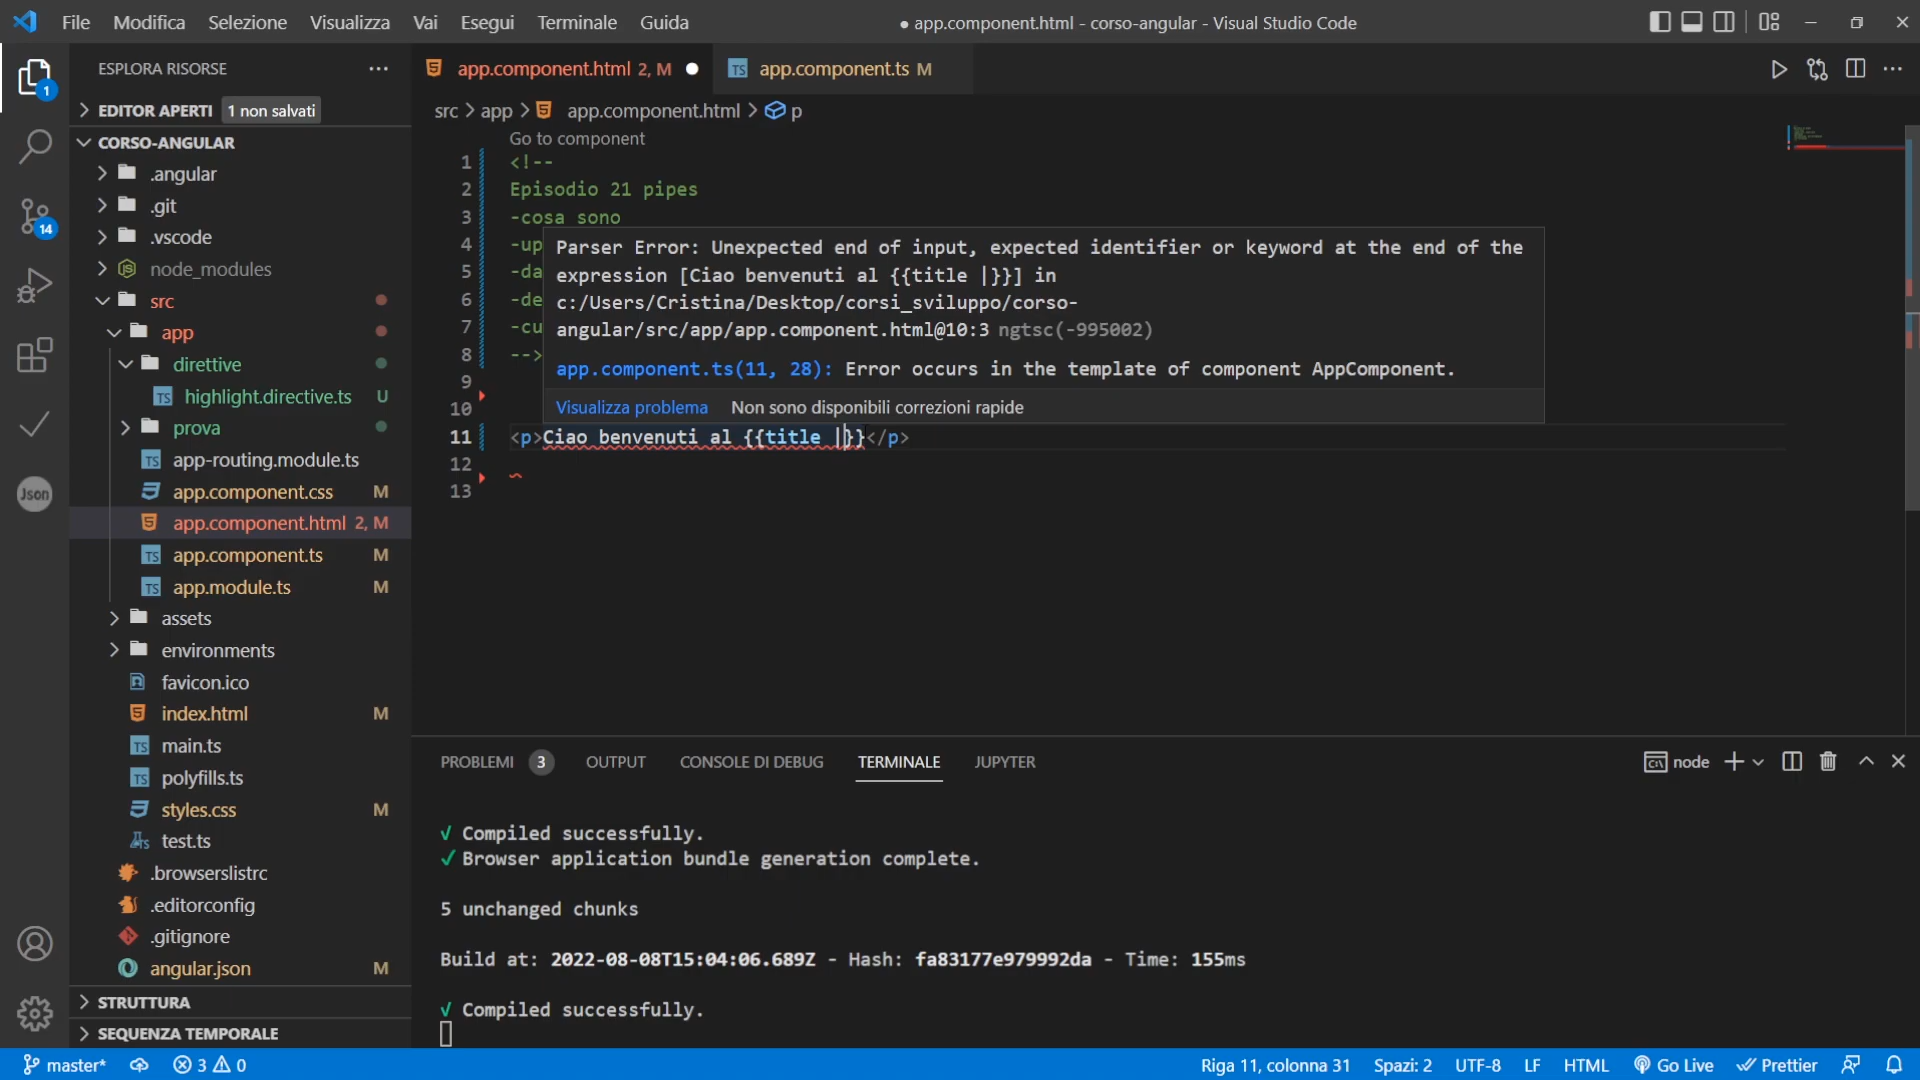 File Modifica Selezione Visualizza Vai Esegui Terminale Guida
● app.component.html - corso-angular - Visual Studio Code
ESPLORA RISORSE ···
1
EDITOR APERTI 1 non salvati
CORSO-ANGULAR
.angular
.git
14
.vscode
node_modules
src
app
direttive
highlight.directive.ts U
prova
app-routing.module.ts
Json
app.component.css M
app.component.html 2, M
app.component.ts M
app.module.ts M
assets
environments
favicon.ico
index.html M
main.ts
polyfills.ts
styles.css M
test.ts
.browserslistrc
.editorconfig
.gitignore
angular.json M
STRUTTURA
SEQUENZA TEMPORALE
app.component.html 2, M ●
TS app.component.ts M
src > app > app.component.html > p
Go to component
1 <!--
2 Episodio 21 pipes
3 -cosa sono
4 -up
5 -da
6 -de
7 -cu
8 -->
9
10
11 <p>Ciao benvenuti al {{title |}}</p>
12
13
Parser Error: Unexpected end of input, expected identifier or keyword at the end of the
expression [Ciao benvenuti al {{title |}}] in
c:/Users/Cristina/Desktop/corsi_sviluppo/corso-
angular/src/app/app.component.html@10:3 ngtsc(-995002)
app.component.ts(11, 28): Error occurs in the template of component AppComponent.
Visualizza problema Non sono disponibili correzioni rapide
PROBLEMI 3 OUTPUT CONSOLE DI DEBUG TERMINALE JUPYTER
node
√ Compiled successfully.
✓ Browser application bundle generation complete.
5 unchanged chunks
Build at: 2022-08-08T15:04:06.689Z - Hash: fa83177e979992da - Time: 155ms
√ Compiled successfully.
master* 3 0
Riga 11, colonna 31 Spazi: 2 UTF-8 LF HTML Go Live Prettier